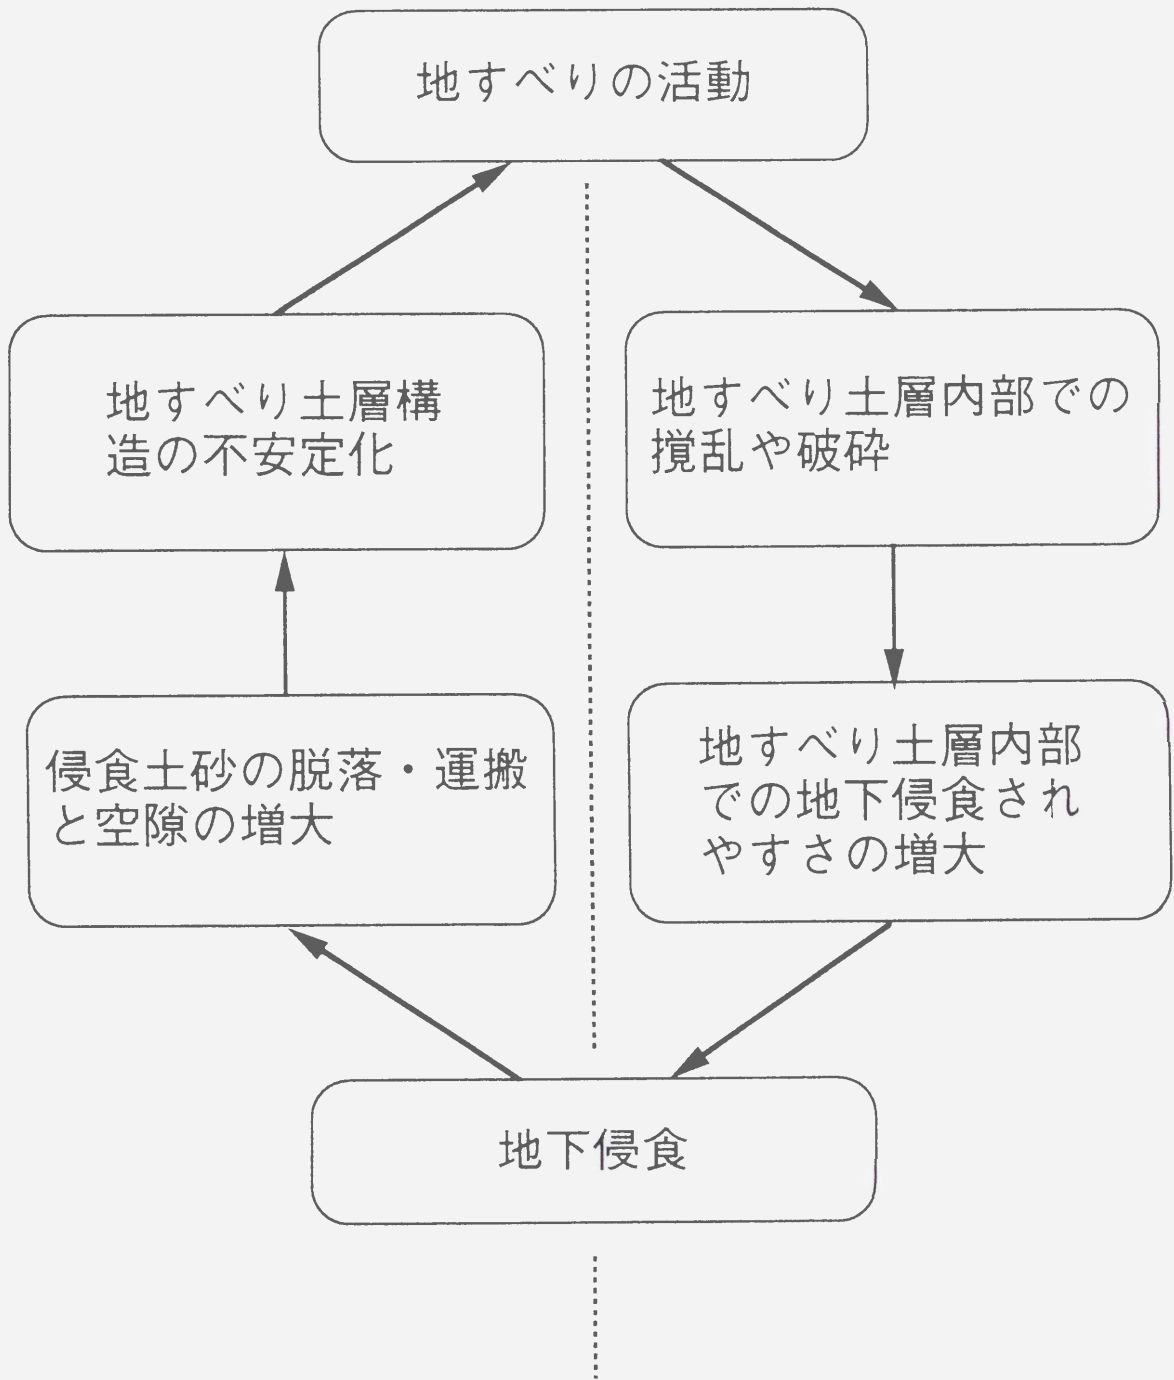 地すべりの活動
地すべり土層構
造の不安定化
地すべり土層内部での
撹乱や破砕
侵食土砂の脱落・運搬
と空隙の増大
地すべり土層内部
での地下侵食され
やすさの増大
地下侵食